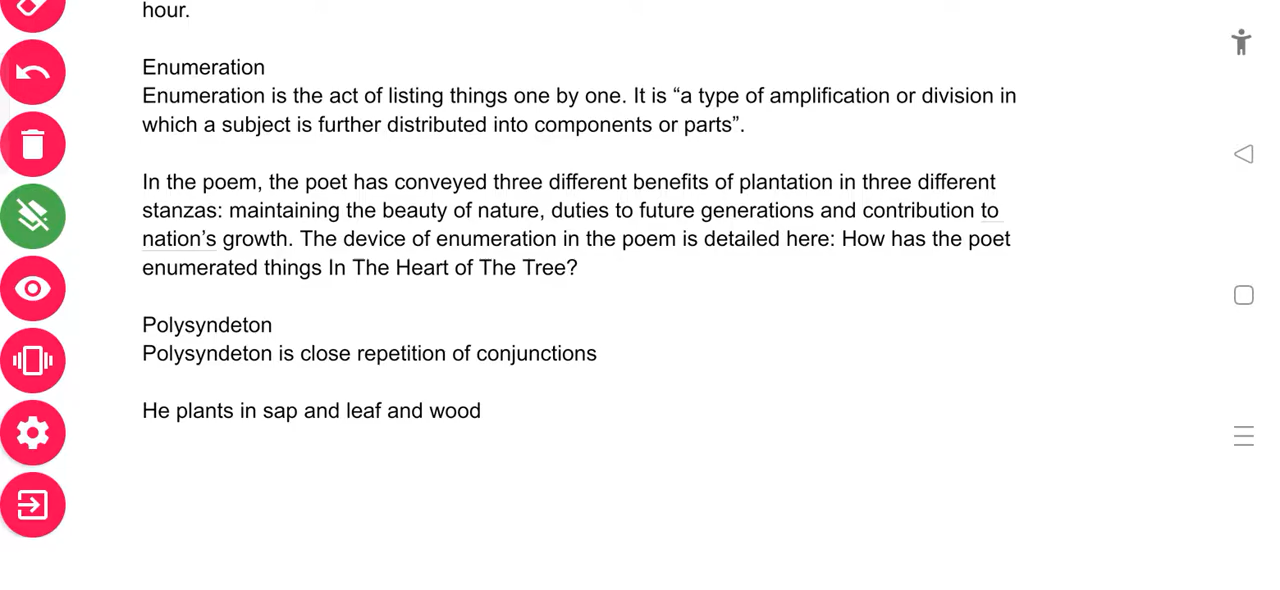 hour.
Enumeration
Enumeration is the act of listing things one by one. It is “a type of amplification or division in
which a subject is further distributed into components or parts”.
In the poem, the poet has conveyed three different benefits of plantation in three different
stanzas: maintaining the beauty of nature, duties to future generations and contribution to
nation’s growth. The device of enumeration in the poem is detailed here: How has the poet
enumerated things In The Heart of The Tree?
Polysyndeton
Polysyndeton is close repetition of conjunctions
He plants in sap and leaf and wood